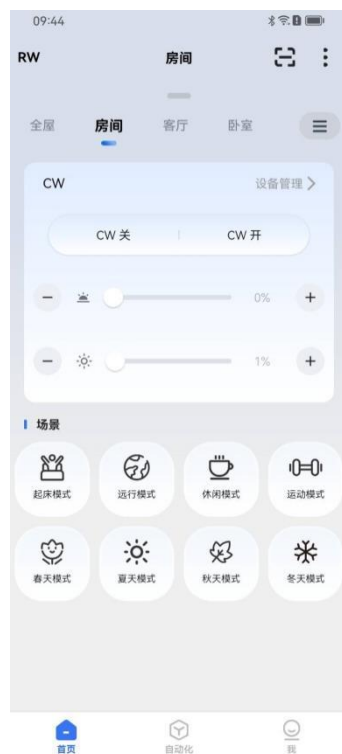 09:44
RW 房间
全屋 房间 客厅 卧室
CW 设备管理
CW 关 CW 开
0%
1%
场景
起床模式 远行模式 休闲模式 运动模式
春天模式 夏天模式 秋天模式 冬天模式
首页 自动化 我